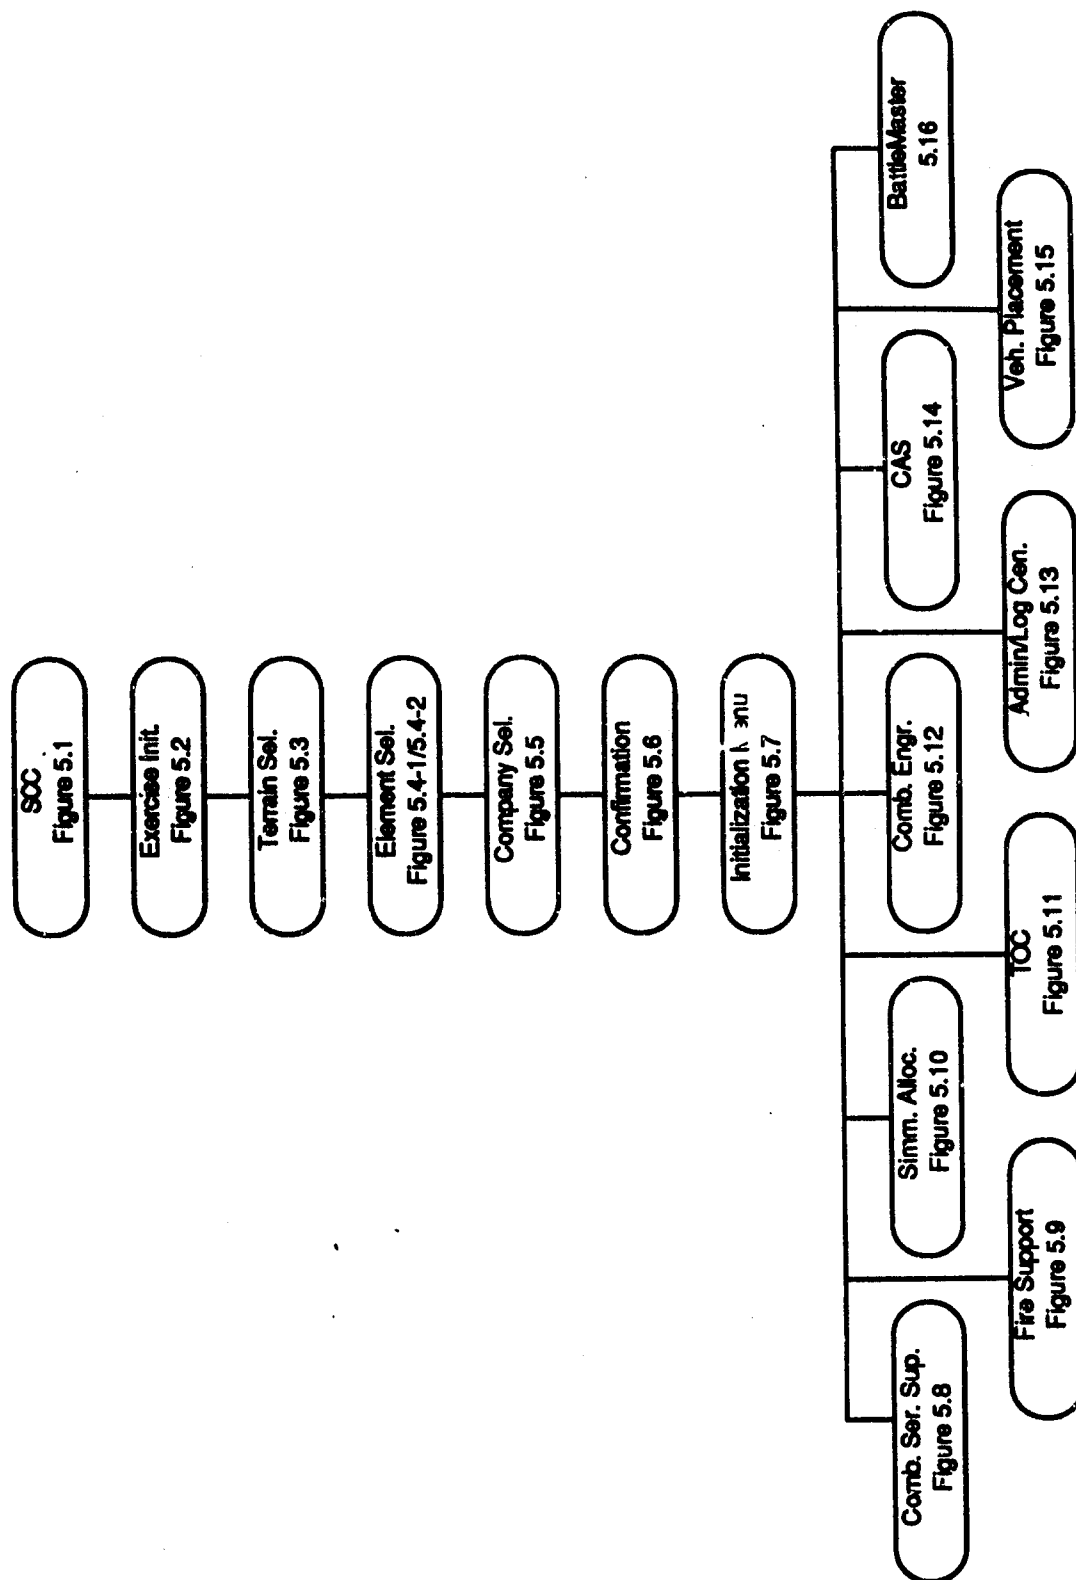 SCC
Figure 5.1
Exercise Init.
Figure 5.2
Terrain Sel.
Figure 5.3
Element Sel.
Figure 5.4-1/5.4-2
Company Sel.
Figure 5.5
Confirmation
Figure 5.6
Initialization enu
Figure 5.7
Comb. Ser. Sup.
Figure 5.8
Fire Support
Figure 5.9
Simm. Alloc.
Figure 5.10
TOC
Figure 5.11
Comb. Engr.
Figure 5.12
Admin/Log Cen.
Figure 5.13
CAS
Figure 5.14
Veh. Placement
Figure 5.15
BattleMaster
5.16